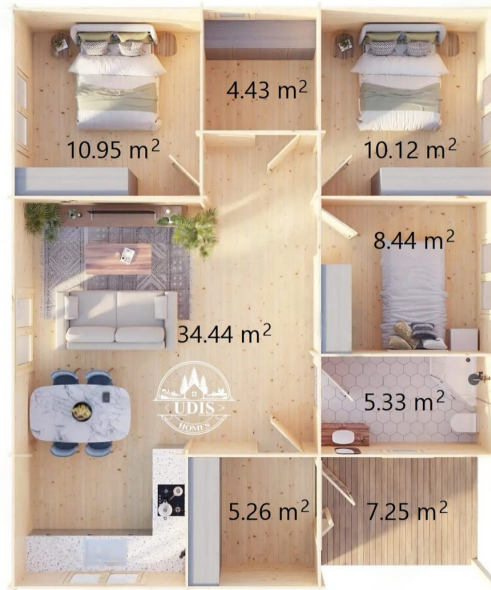 4.43 m²
10.95 m²
10.12 m²
8.44 m²
34.44 m²
UDIS
HOMES
5.33 m²
5.26 m²
7.25 m²